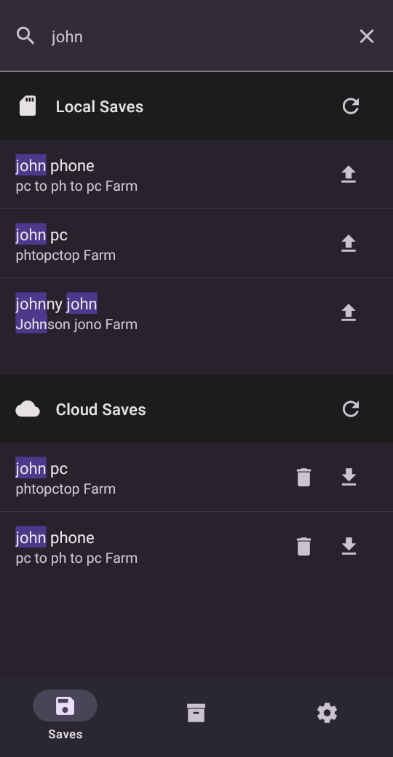 john
Local Saves
john phone
pc to ph to pc Farm
john pc
phtopctop Farm
johnny john
Johnson jono Farm
Cloud Saves
john pc
phtopctop Farm
john phone
pc to ph to pc Farm
Saves